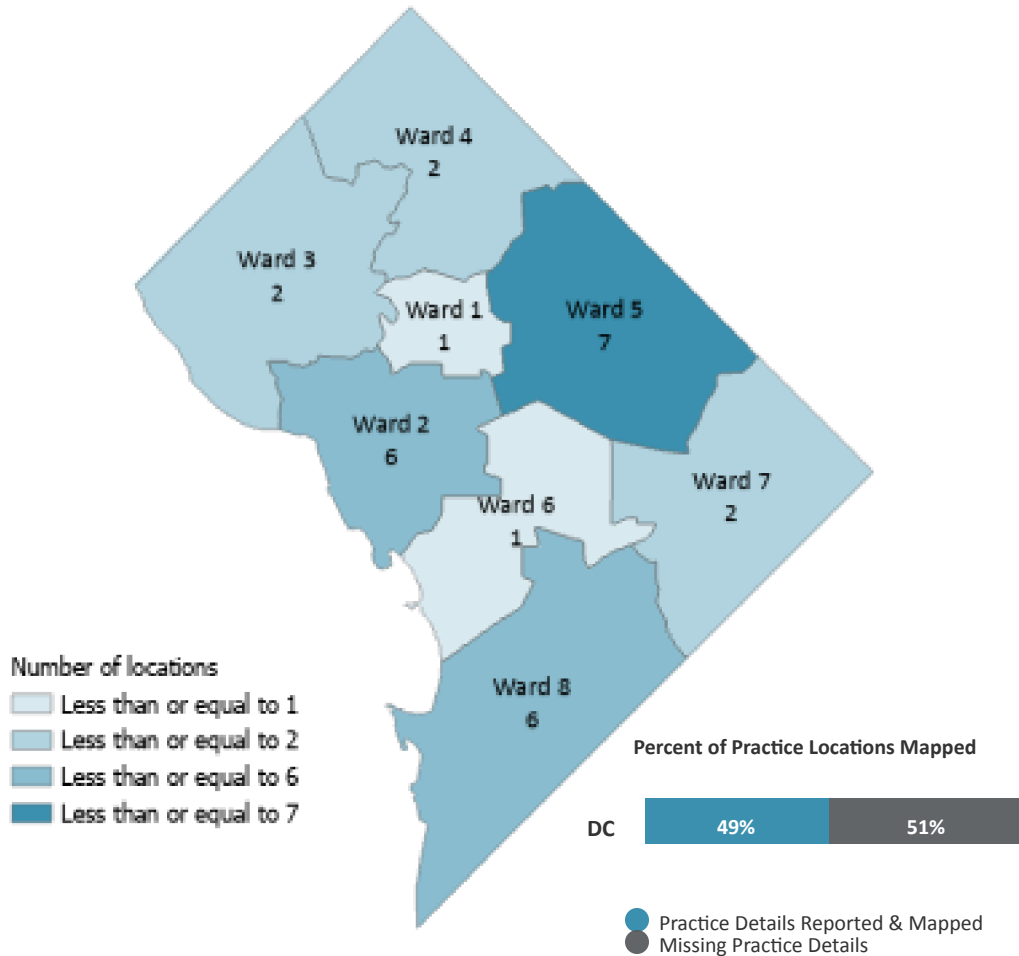 Ward 4
2
Ward 3
2
Ward 1
1
Ward 5
7
Ward 2
6
Ward 7
2
Ward 6
1
Ward 8
6
Number of locations
Less than or equal to 1
Less than or equal to 2
Less than or equal to 6
Less than or equal to 7
Percent of Practice Locations Mapped
DC 49% 51%
Practice Details Reported & Mapped
Missing Practice Details